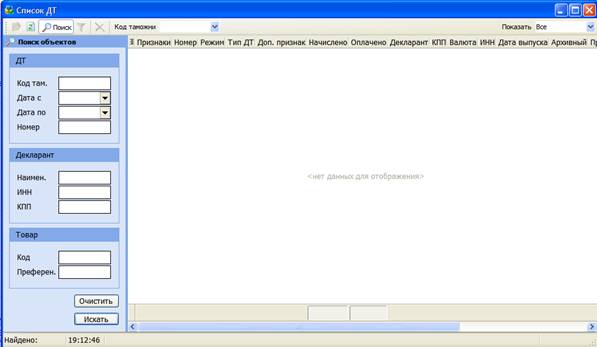 Список ДТ
Поиск Код таможни Показать Все
Поиск объектов
Признаки Номер Режим Тип ДТ Доп. признак Начислено Оплачено Декларант КПП Валюта ИНН Дата выпуска Архивный
ДТ
Код там.
Дата с
Дата по
Номер
Декларант
Наимен.
ИНН
КПП
<нет данных для отображения>
Товар
Код
Преферен.
Очистить
Искать
Найдено: 19:12:46